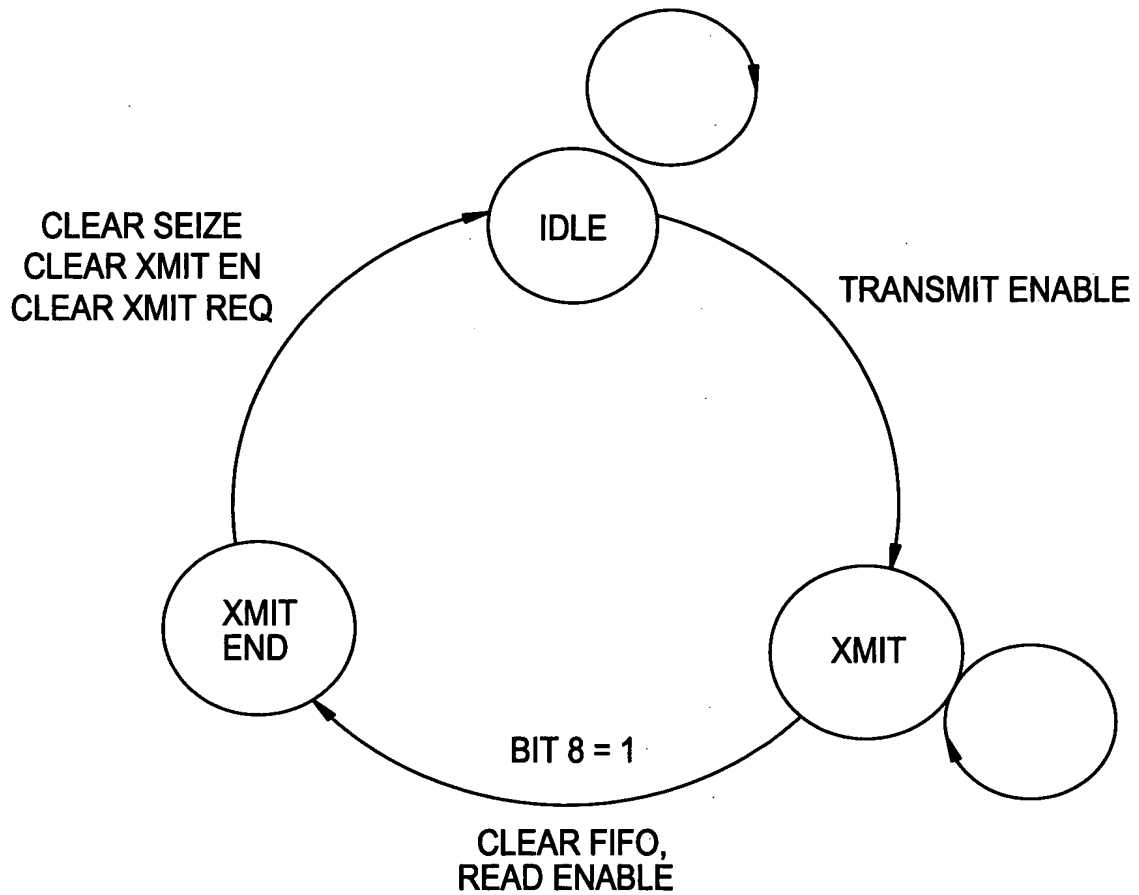 IDLE
CLEAR SEIZE
CLEAR XMIT EN
CLEAR XMIT REQ
TRANSMIT ENABLE
XMIT
END
XMIT
BIT 8 = 1
CLEAR FIFO,
READ ENABLE